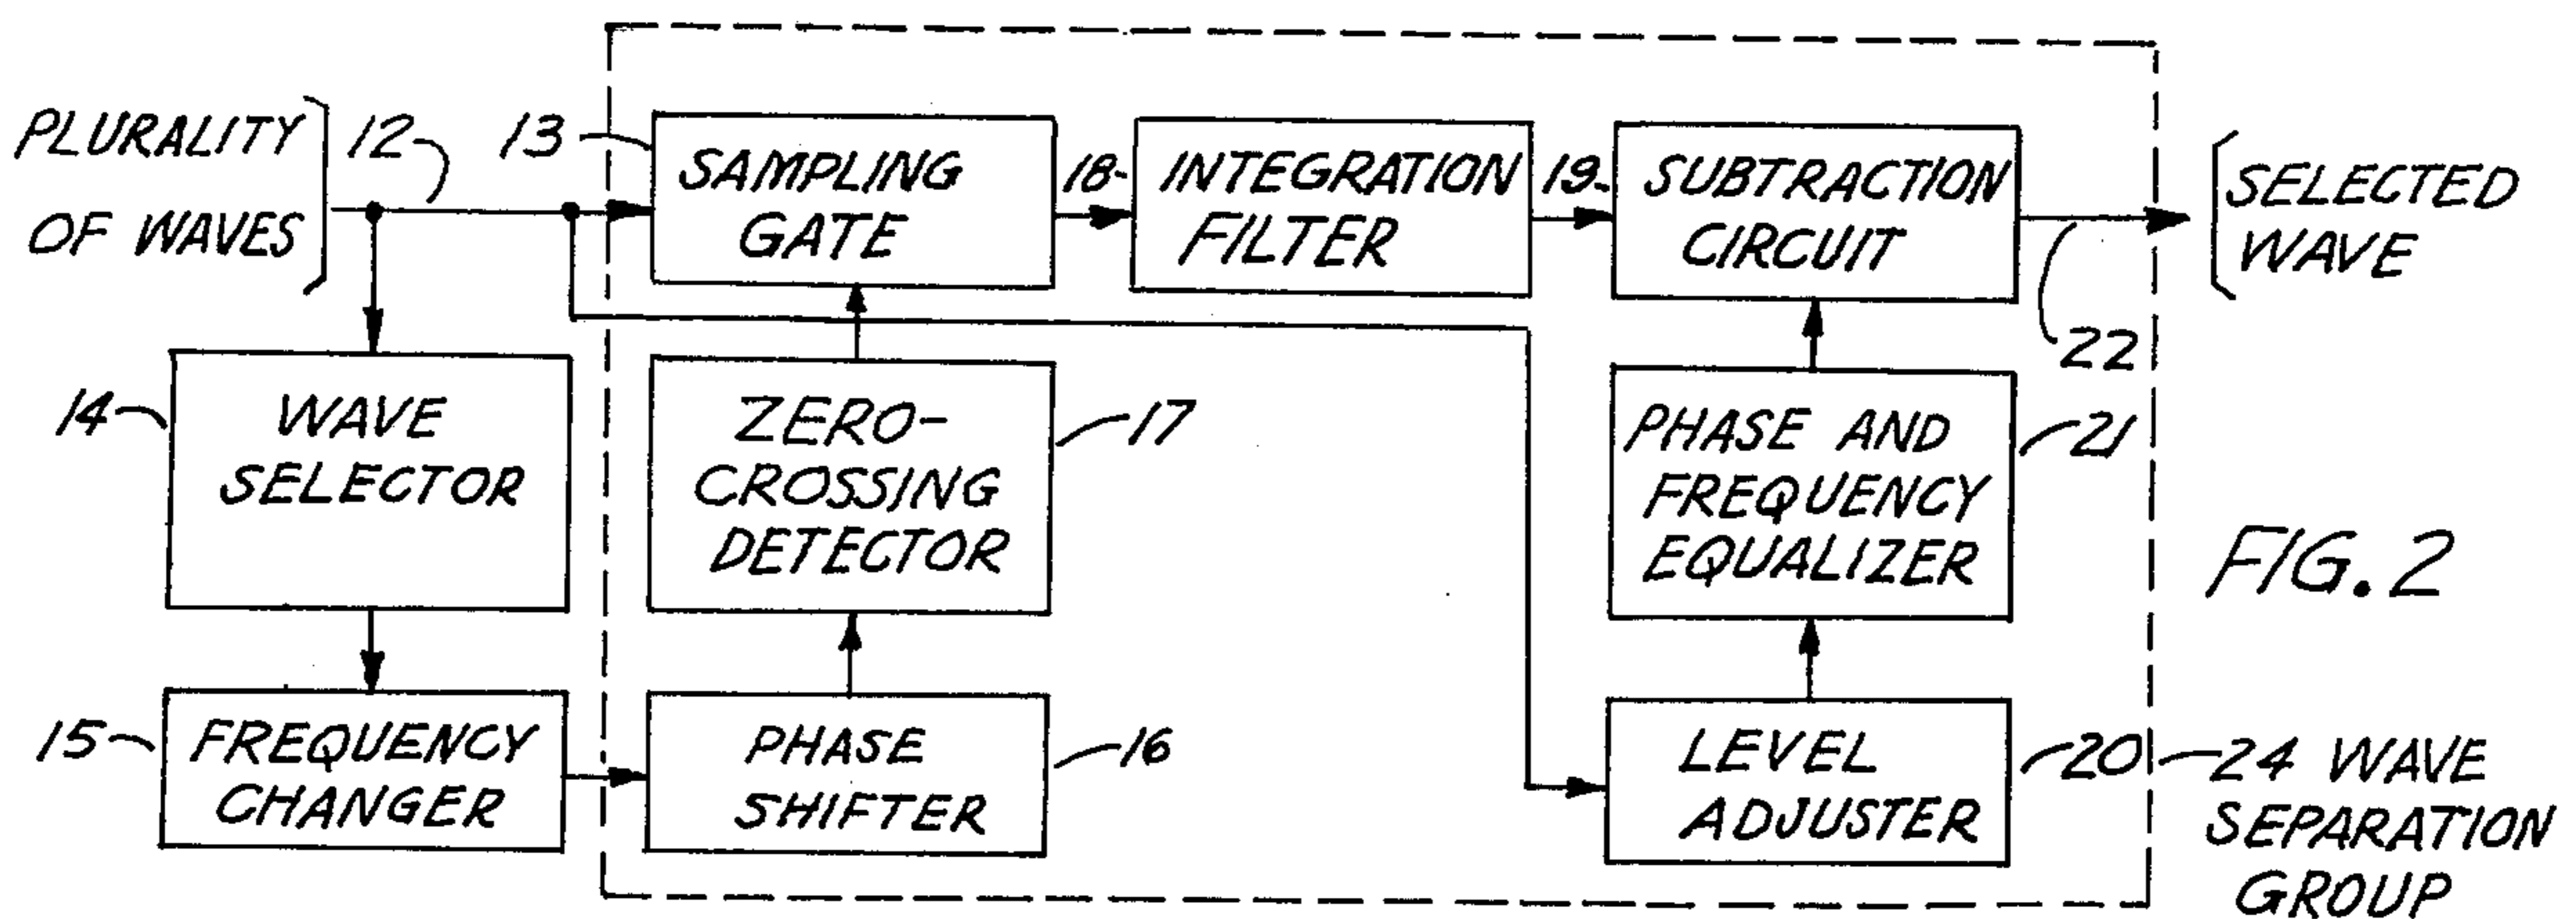 PLURALITY
OF WAVES
12
13
SAMPLING
GATE
18
INTEGRATION
FILTER
19
SUBTRACTION
CIRCUIT
SELECTED
WAVE
22
14
WAVE
SELECTOR
ZERO-
CROSSING
DETECTOR
17
PHASE AND
FREQUENCY
EQUALIZER
21
FIG. 2
15
FREQUENCY
CHANGER
PHASE
SHIFTER
16
LEVEL
ADJUSTER
20
24 WAVE
SEPARATION
GROUP